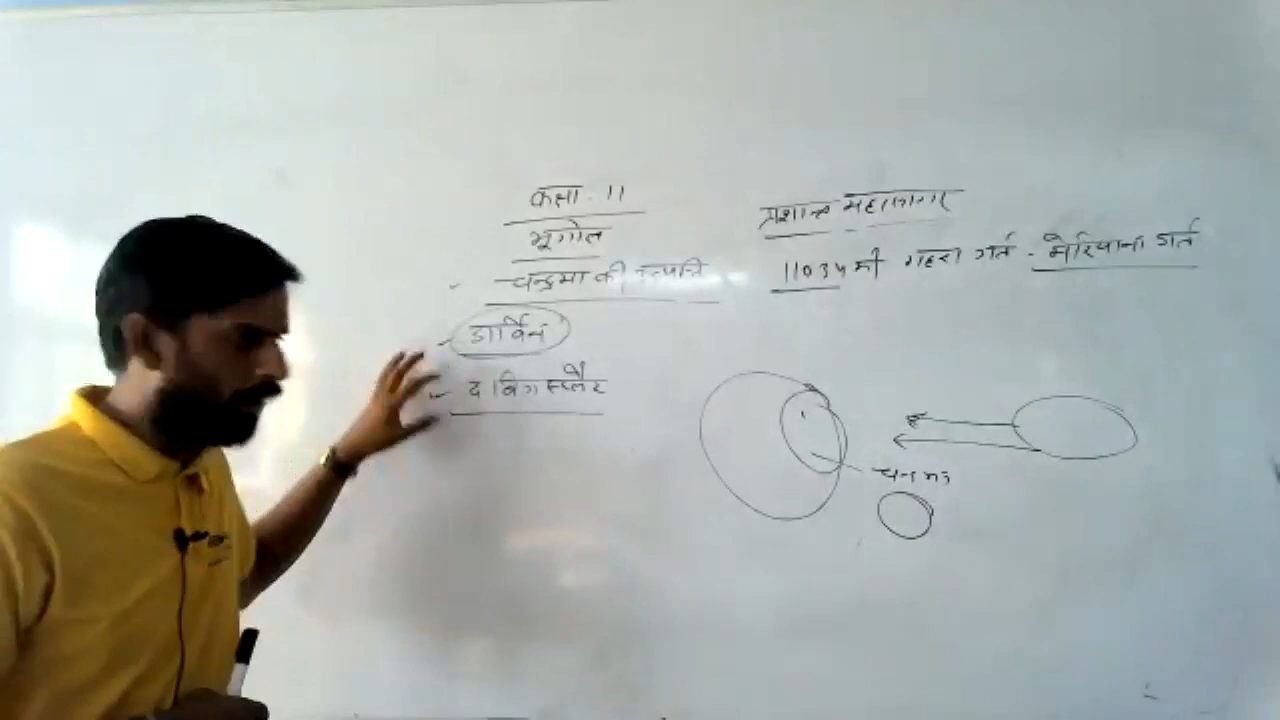 कक्षा - 11
भूगोल
- चन्द्रमा की उत्पत्ति
- डार्विन
- द बिग स्प्लैट
प्रशान्त महासागर
11034 मी गहरा गर्त - मेरियाना गर्त
चन्द्रमा